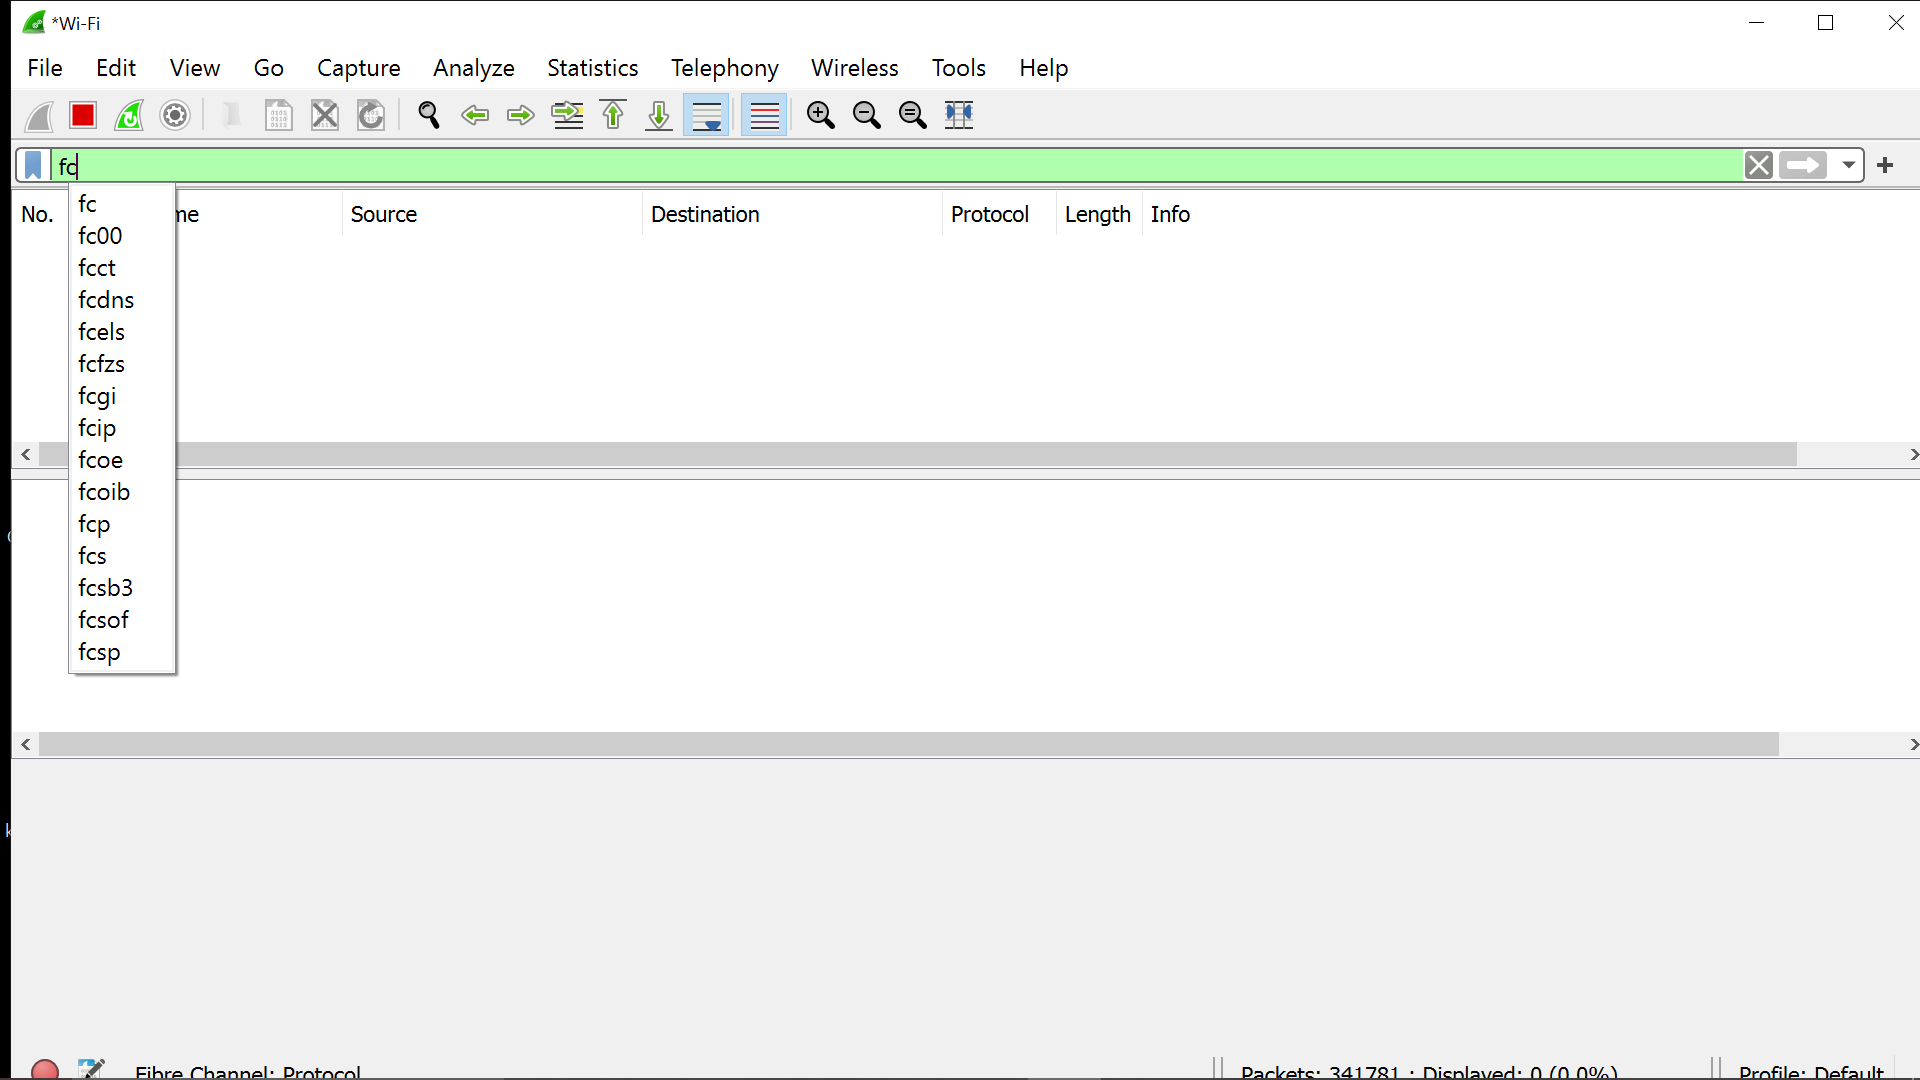 *Wi-Fi
File Edit View Go Capture Analyze Statistics Telephony Wireless Tools Help
fc
No. me Source Destination Protocol Length Info
fc
fc00
fcct
fcdns
fcels
fcfzs
fcgi
fcip
fcoe
fcoib
fcp
fcs
fcsb3
fcsof
fcsp
Fibre Channel: Protocol Packets: 341781 · Displayed: 0 (0.0%) Profile: Default